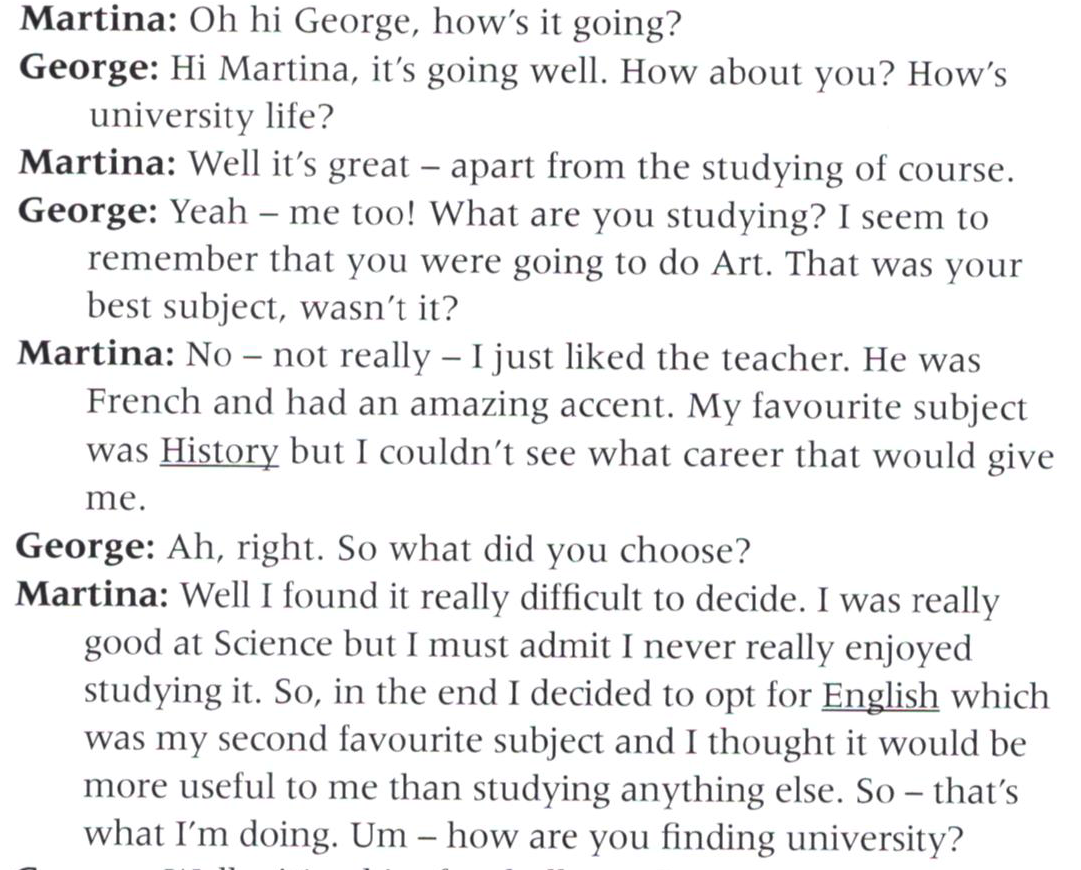 Martina: Oh hi George, how's it going?
George: Hi Martina, it's going well. How about you? How's
university life?
Martina: Well it's great – apart from the studying of course.
George: Yeah – me too! What are you studying? I seem to
remember that you were going to do Art. That was your
best subject, wasn't it?
Martina: No – not really – I just liked the teacher. He was
French and had an amazing accent. My favourite subject
was History but I couldn't see what career that would give
me.
George: Ah, right. So what did you choose?
Martina: Well I found it really difficult to decide. I was really
good at Science but I must admit I never really enjoyed
studying it. So, in the end I decided to opt for English which
was my second favourite subject and I thought it would be
more useful to me than studying anything else. So – that's
what I'm doing. Um – how are you finding university?